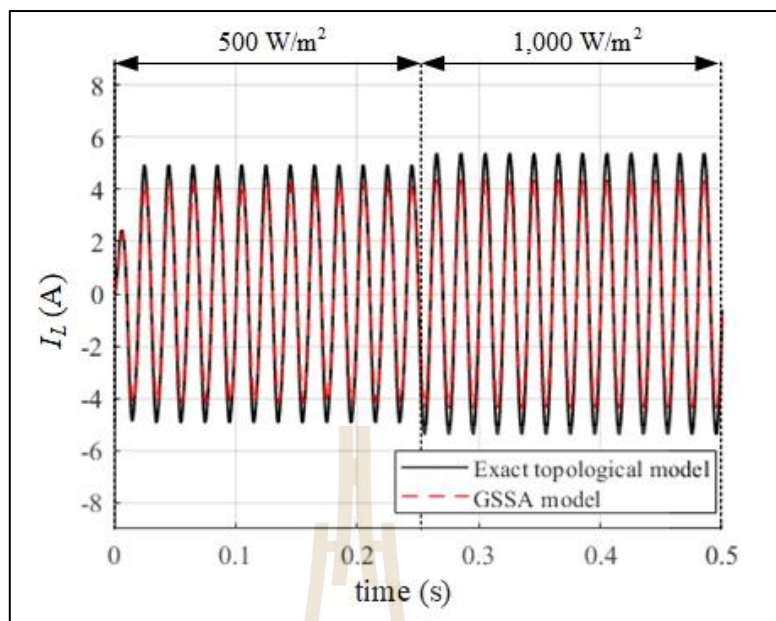 500 W/m²
1,000 W/m²
8
6
4
2
0
-2
-4
-6
-8
I_L (A)
Exact topological model
GSSA model
0
0.1
0.2
0.3
0.4
0.5
time (s)